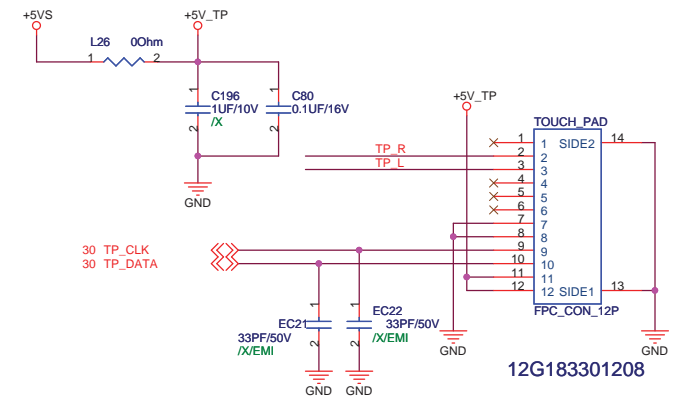 +5VS
+5V_TP
L26 0Ohm
1 2
1 1
C196 C80
1UF/10V 0.1UF/16V
/X
2 2
GND
+5V_TP
TOUCH_PAD
1 1 SIDE2 14
TP_R 2 2
TP_L 3 3
4 4
5 5
6 6
7 7
8 8
30 TP_CLK 9 9
30 TP_DATA 10 10
11 11
12 12 SIDE1 13
FPC_CON_12P
1 1
EC21 EC22
33PF/50V 33PF/50V
/X/EMI /X/EMI
2 2
GND GND
GND GND
12G183301208